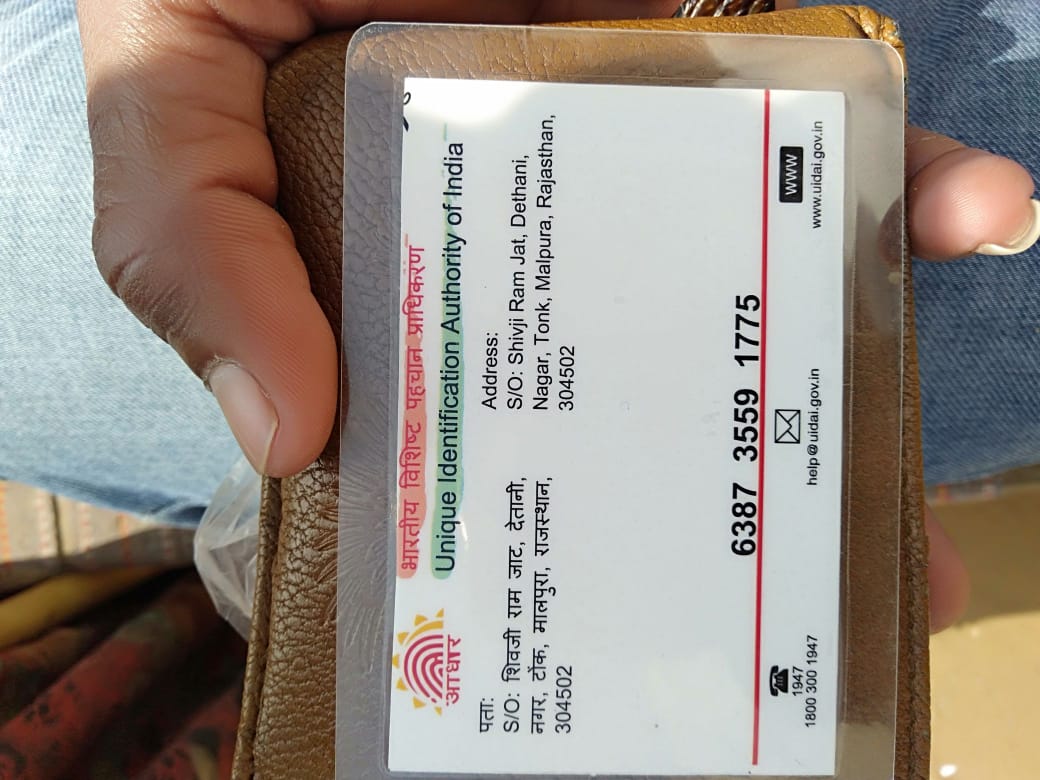 भारतीय विशिष्ट पहचान प्राधिकरण
Unique Identification Authority of India
आधार
पता:
S/O: शिवजी राम जाट, देतानी,
नगर, टोंक, मालपुरा, राजस्थान,
304502
Address:
S/O: Shivji Ram Jat, Dethani,
Nagar, Tonk, Malpura, Rajasthan,
304502
6387 3559 1775
1947
1800 300 1947
help@uidai.gov.in
WWW
www.uidai.gov.in